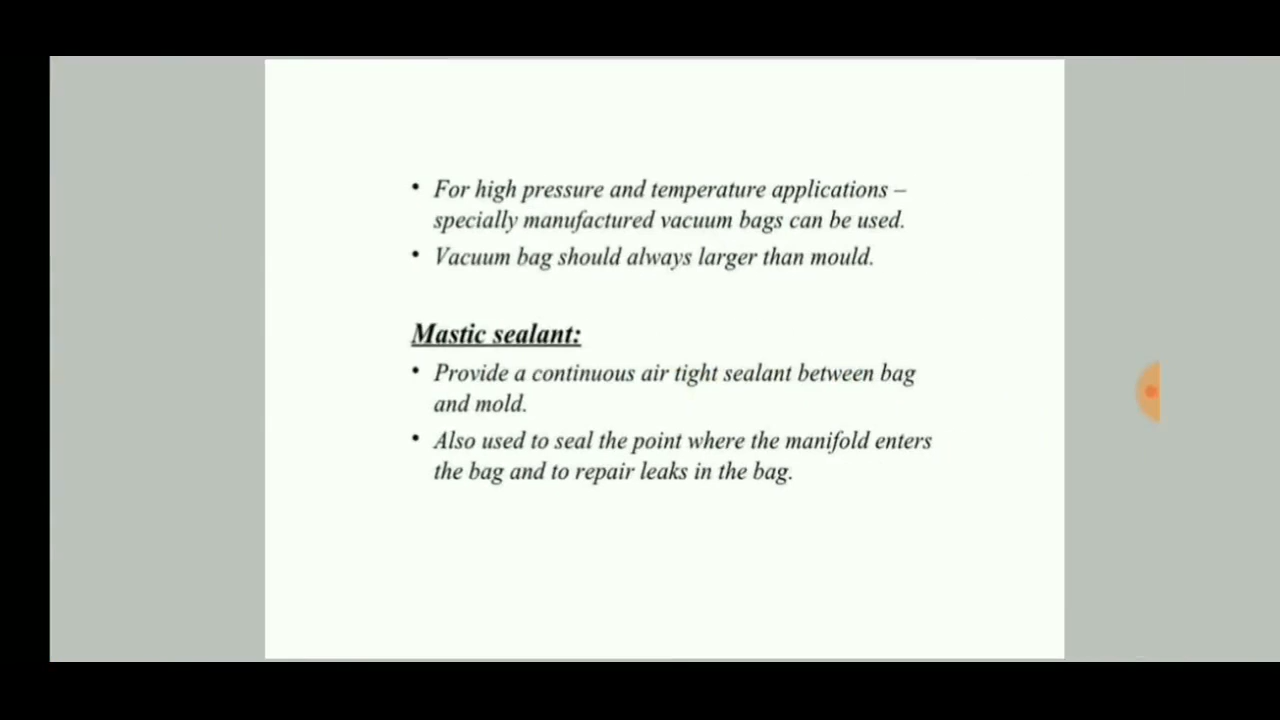 • For high pressure and temperature applications –
specially manufactured vacuum bags can be used.
• Vacuum bag should always larger than mould.
Mastic sealant:
• Provide a continuous air tight sealant between bag
and mold.
• Also used to seal the point where the manifold enters
the bag and to repair leaks in the bag.